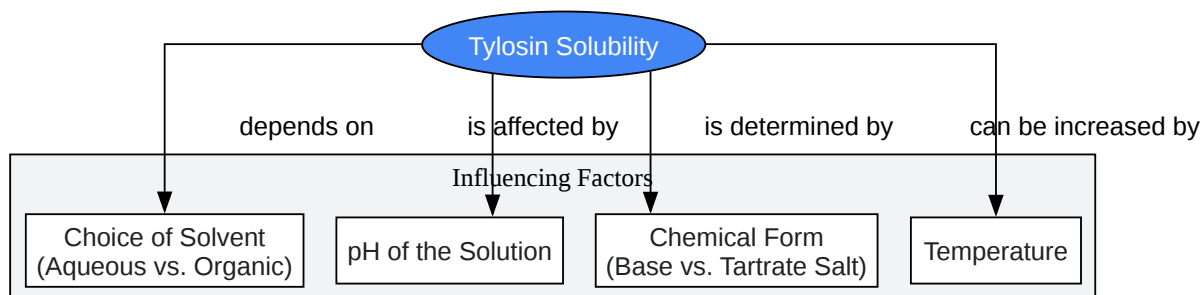 Tylosin Solubility
depends on
is affected by
is determined by
can be increased by
Influencing Factors
Choice of Solvent
(Aqueous vs. Organic)
pH of the Solution
Chemical Form
(Base vs. Tartrate Salt)
Temperature